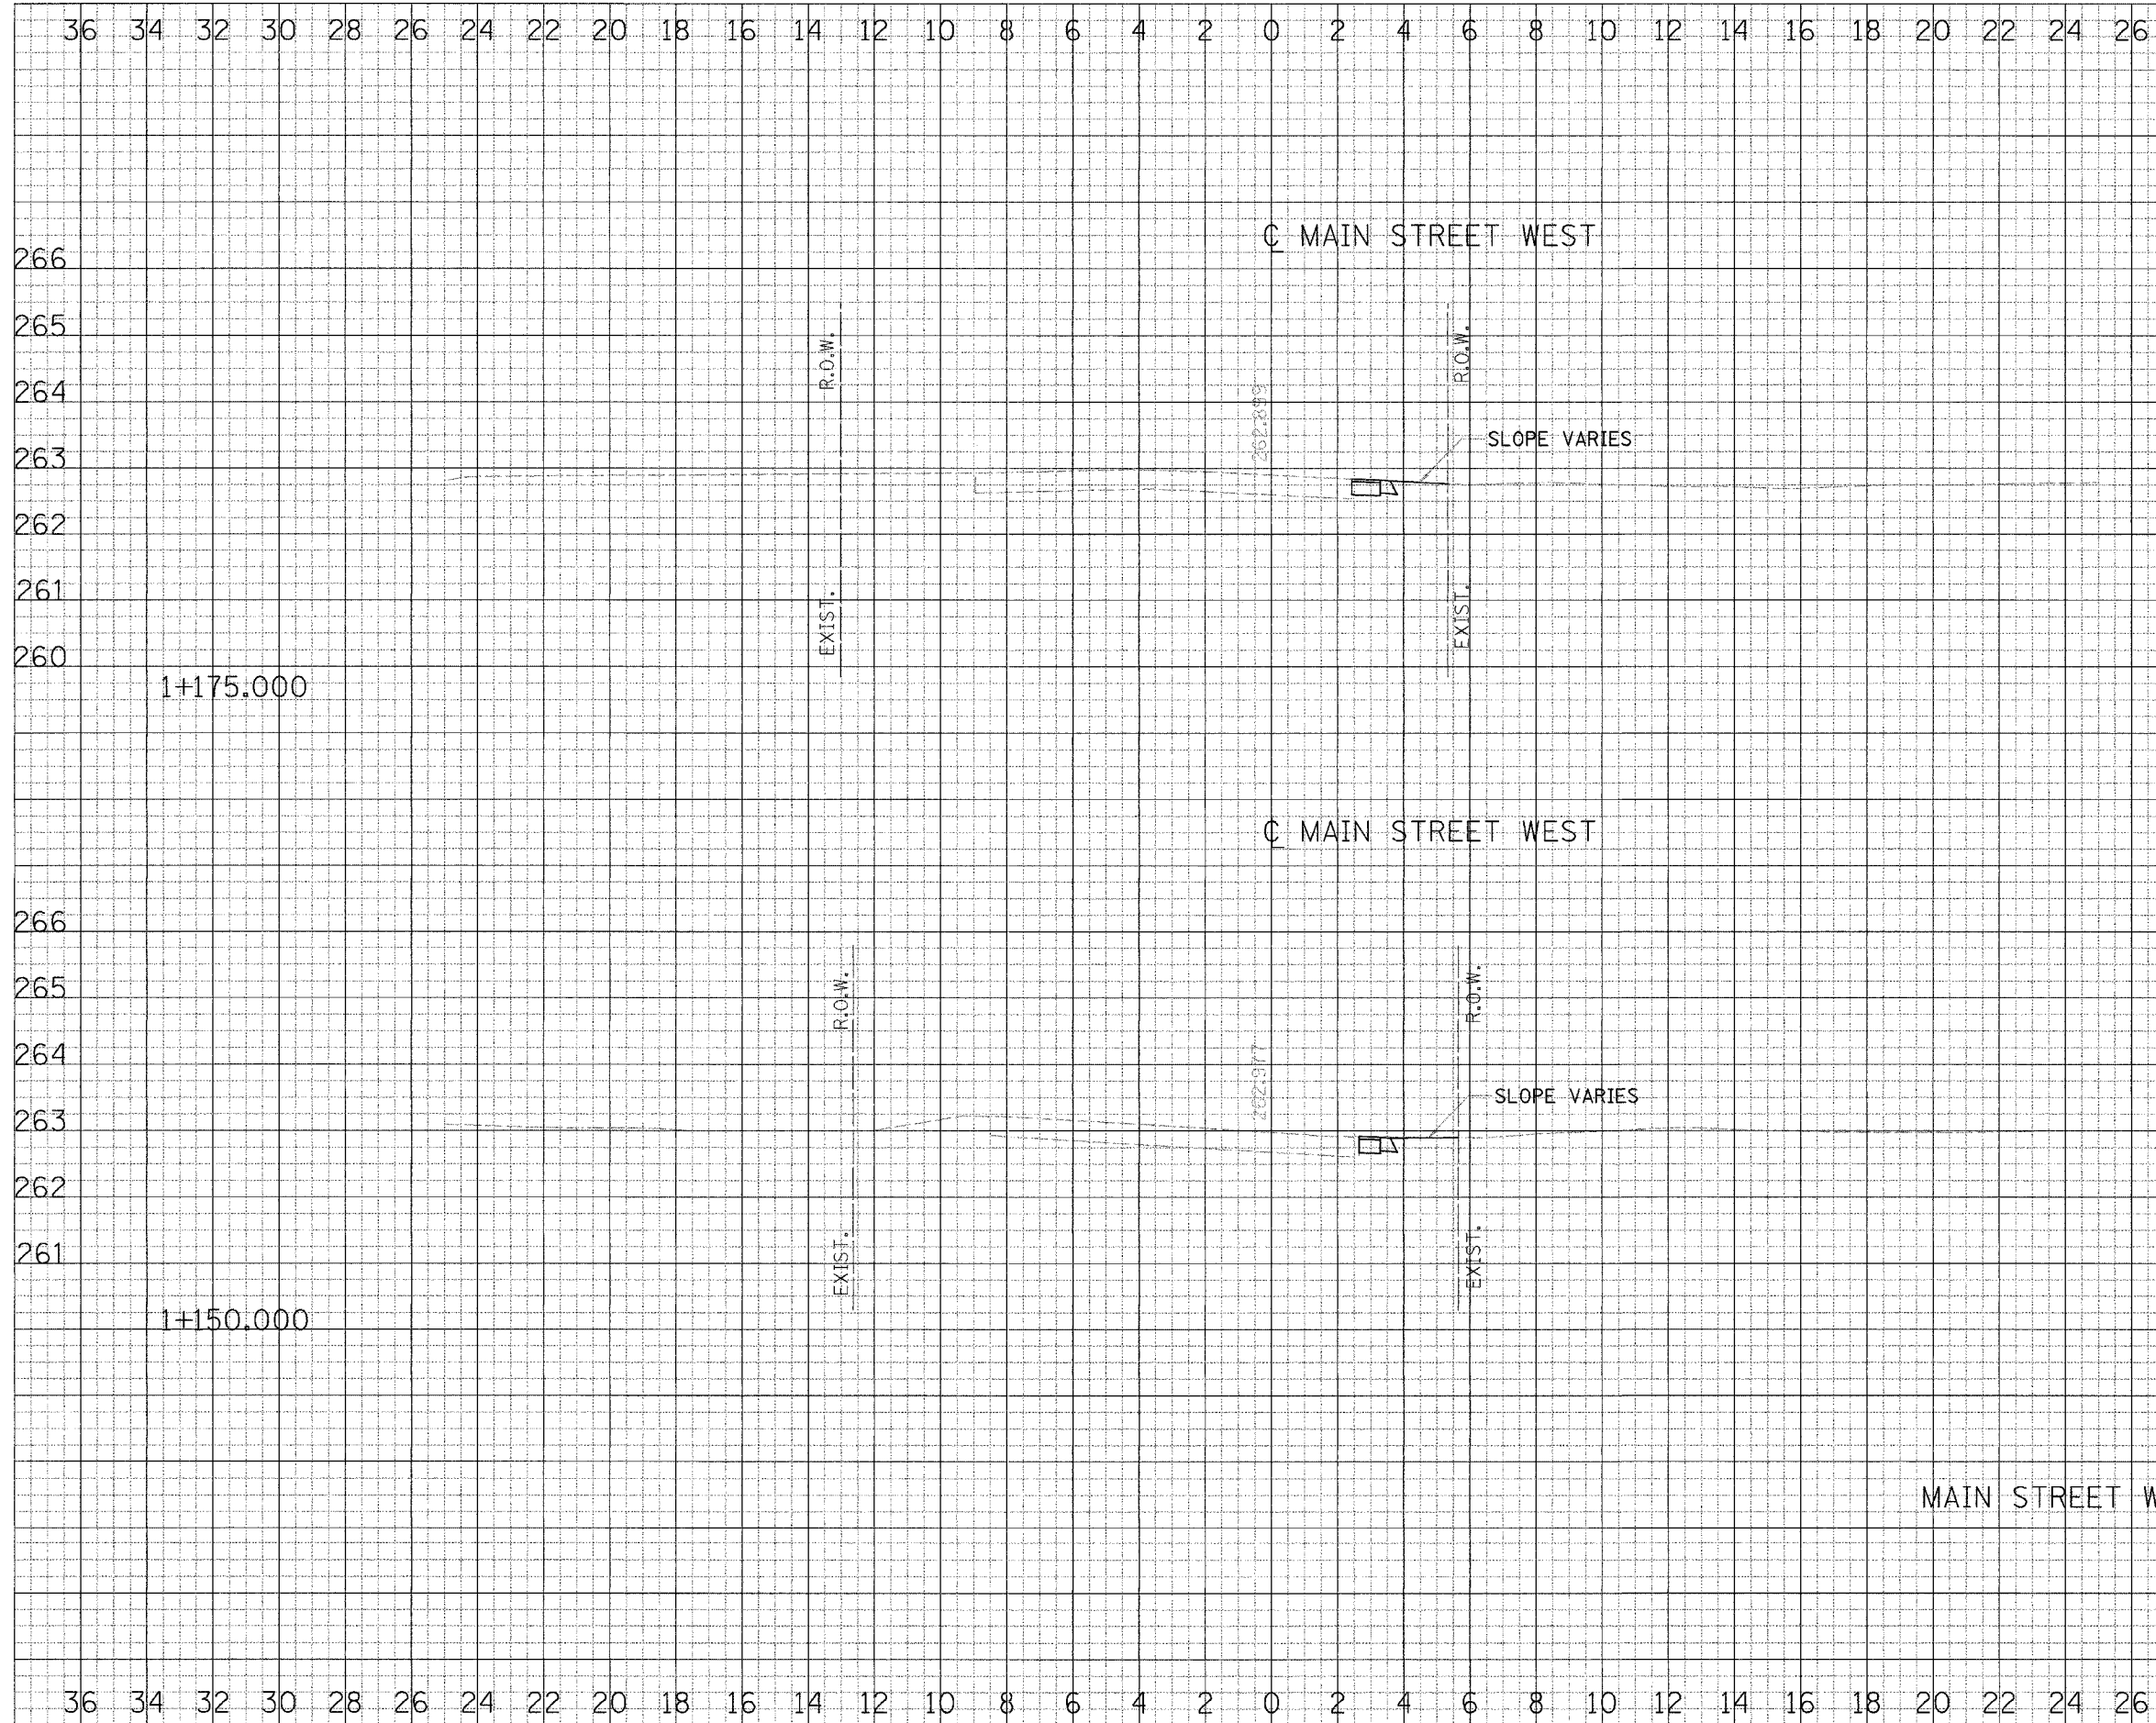 36 34 32 30 28 26 24 22 20 18 16 14 12 10 8 6 4 2 0 2 4 6 8 10 12 14 16 18 20 22 24 26
℄ MAIN STREET WEST
266
265
R.O.W.
R.O.W.
264
262.899
SLOPE VARIES
263
262
261
EXIST.
EXIST.
260
1+175.000
℄ MAIN STREET WEST
266
265
R.O.W.
R.O.W.
264
262.977
SLOPE VARIES
263
262
261
EXIST.
EXIST.
1+150.000
MAIN STREET W
36 34 32 30 28 26 24 22 20 18 16 14 12 10 8 6 4 2 0 2 4 6 8 10 12 14 16 18 20 22 24 26